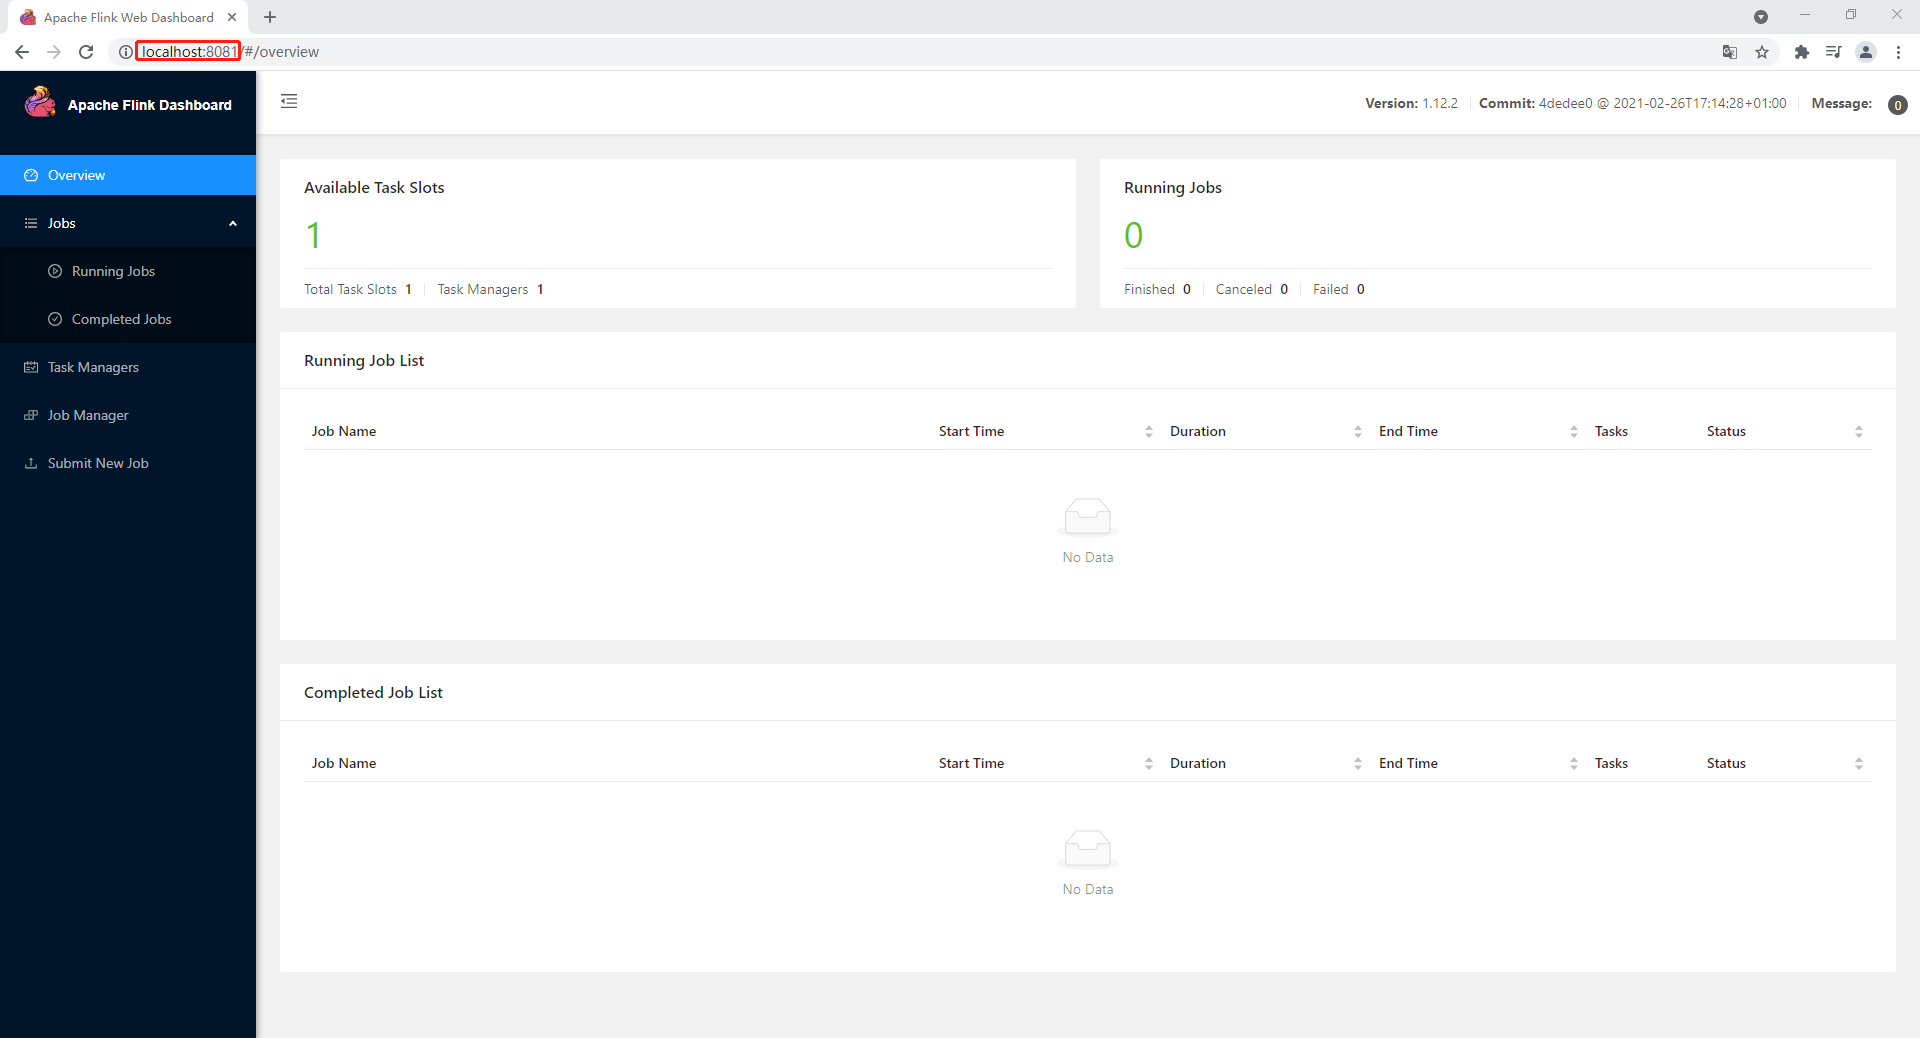 Apache Flink Web Dashboard
localhost:8081/#/overview
Apache Flink Dashboard
Version: 1.12.2 Commit: 4dedee0 @ 2021-02-26T17:14:28+01:00 Message: 0
Overview
Jobs
Running Jobs
Completed Jobs
Task Managers
Job Manager
Submit New Job
Available Task Slots
1
Total Task Slots 1 Task Managers 1
Running Jobs
0
Finished 0 Canceled 0 Failed 0
Running Job List
Job Name Start Time Duration End Time Tasks Status
No Data
Completed Job List
Job Name Start Time Duration End Time Tasks Status
No Data